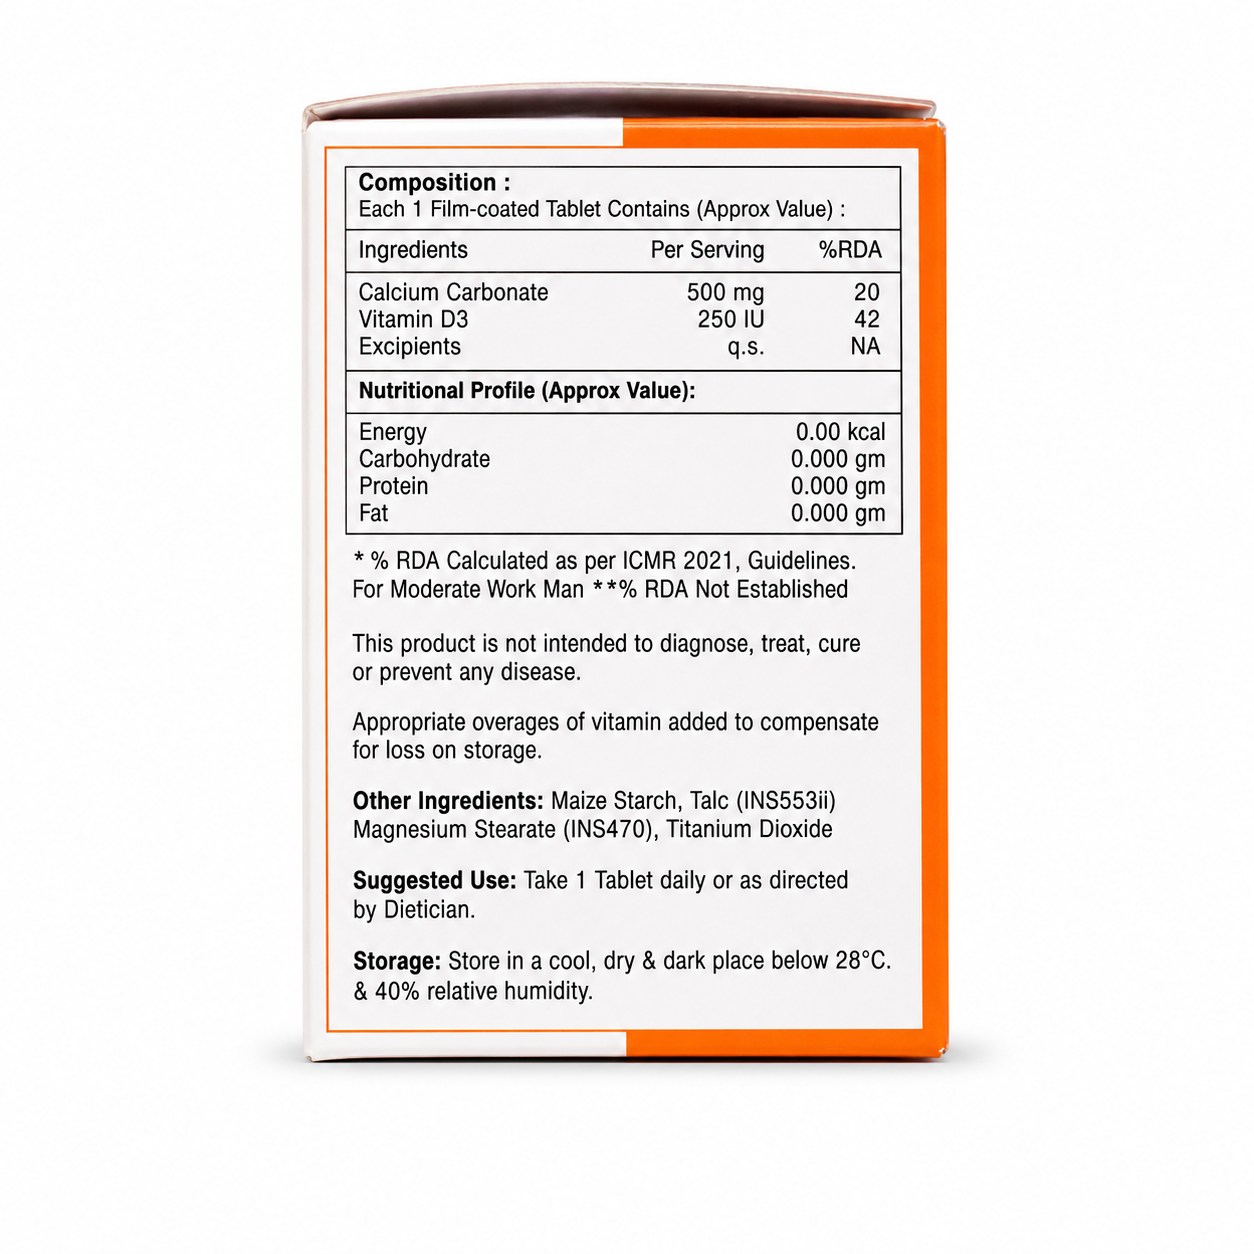 Composition :
Each 1 Film-coated Tablet Contains (Approx Value) :
Ingredients Per Serving %RDA
Calcium Carbonate 500 mg 20
Vitamin D3 250 IU 42
Excipients q.s. NA
Nutritional Profile (Approx Value):
Energy 0.00 kcal
Carbohydrate 0.000 gm
Protein 0.000 gm
Fat 0.000 gm
* % RDA Calculated as per ICMR 2021, Guidelines.
For Moderate Work Man **% RDA Not Established
This product is not intended to diagnose, treat, cure
or prevent any disease.
Appropriate overages of vitamin added to compensate
for loss on storage.
Other Ingredients: Maize Starch, Talc (INS553ii)
Magnesium Stearate (INS470), Titanium Dioxide
Suggested Use: Take 1 Tablet daily or as directed
by Dietician.
Storage: Store in a cool, dry & dark place below 28°C.
& 40% relative humidity.